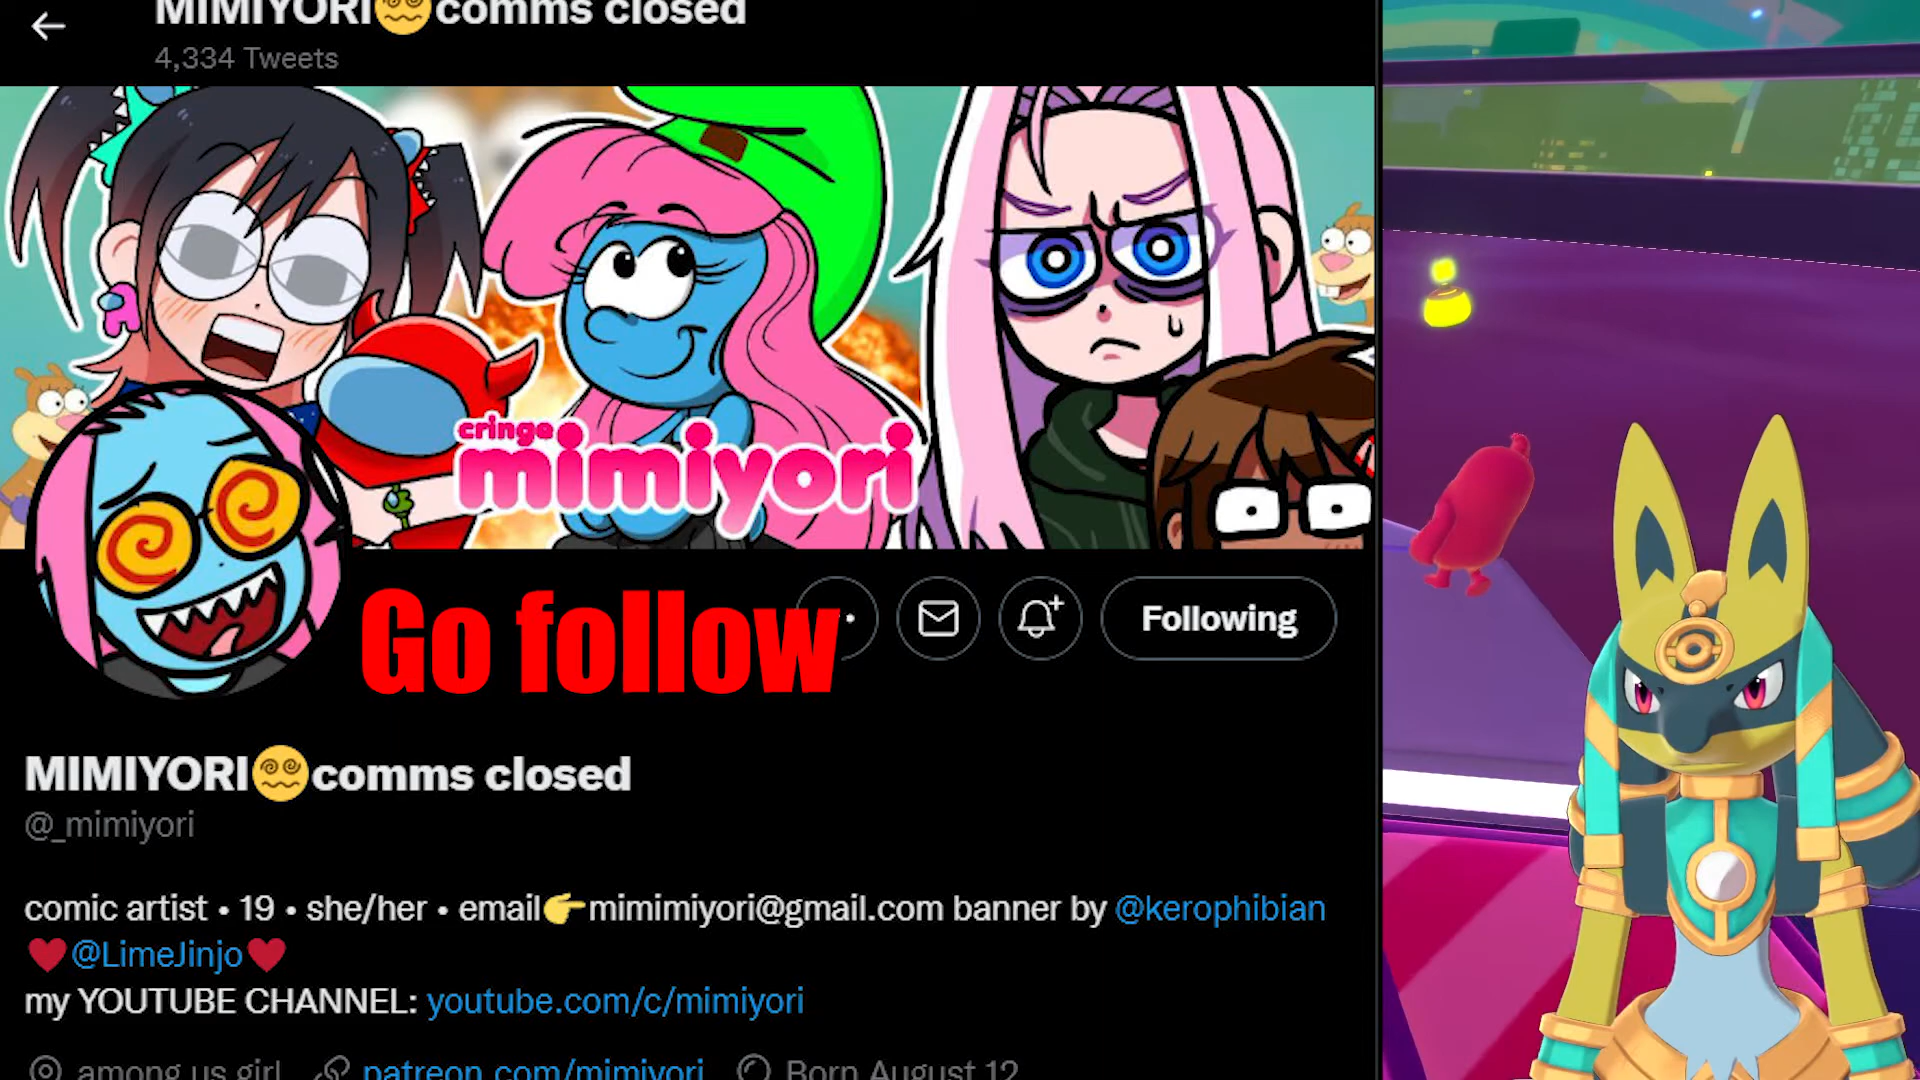 MIMIYORI😵‍💫comms closed
4,334 Tweets
cringe
mimiyori
Go follow
Following
MIMIYORI😵‍💫comms closed
@_mimiyori
comic artist • 19 • she/her • email👉mimimiyori@gmail.com banner by @kerophibian
❤️@LimeJinjo❤️
my YOUTUBE CHANNEL: youtube.com/c/mimiyori
among us girl patreon.com/mimiyori Born August 12